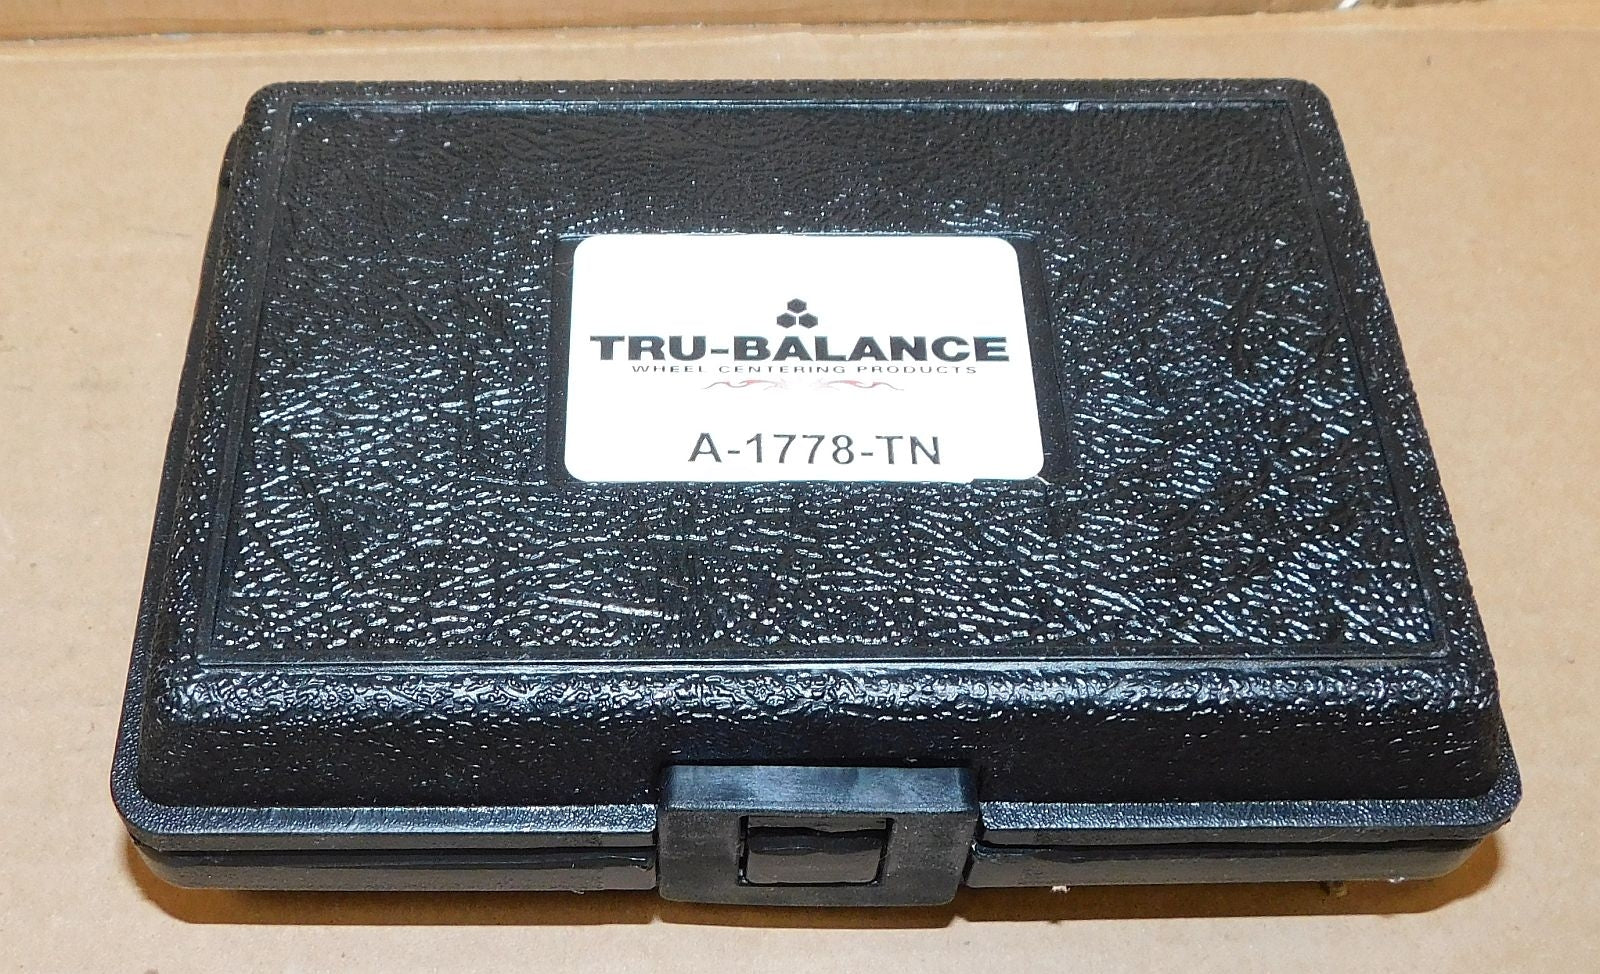 TRU-BALANCE
WHEEL CENTERING PRODUCTS
A-1778-TN